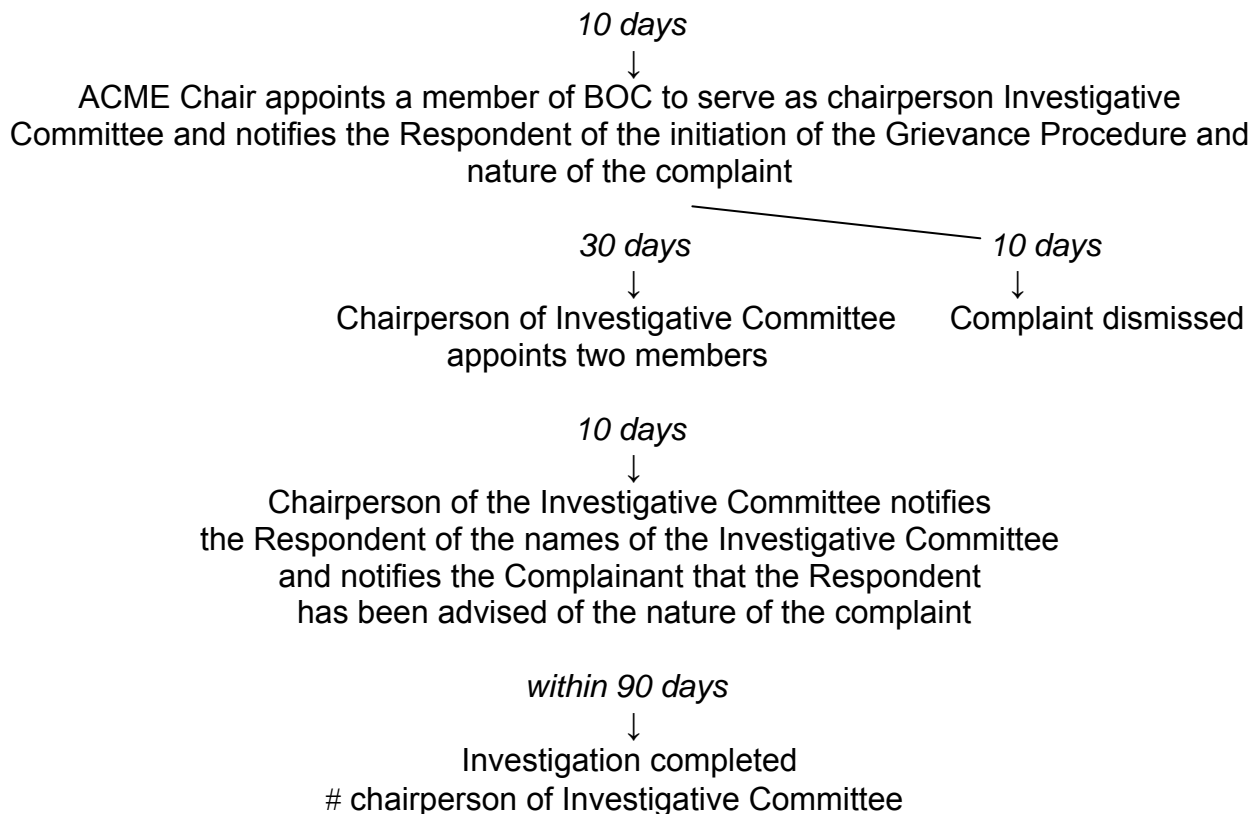 10 days
↓
ACME Chair appoints a member of BOC to serve as chairperson Investigative
Committee and notifies the Respondent of the initiation of the Grievance Procedure and
nature of the complaint
30 days
10 days
↓
↓
Chairperson of Investigative Committee
Complaint dismissed
appoints two members
10 days
↓
Chairperson of the Investigative Committee notifies
the Respondent of the names of the Investigative Committee
and notifies the Complainant that the Respondent
has been advised of the nature of the complaint
within 90 days
↓
Investigation completed
# chairperson of Investigative Committee